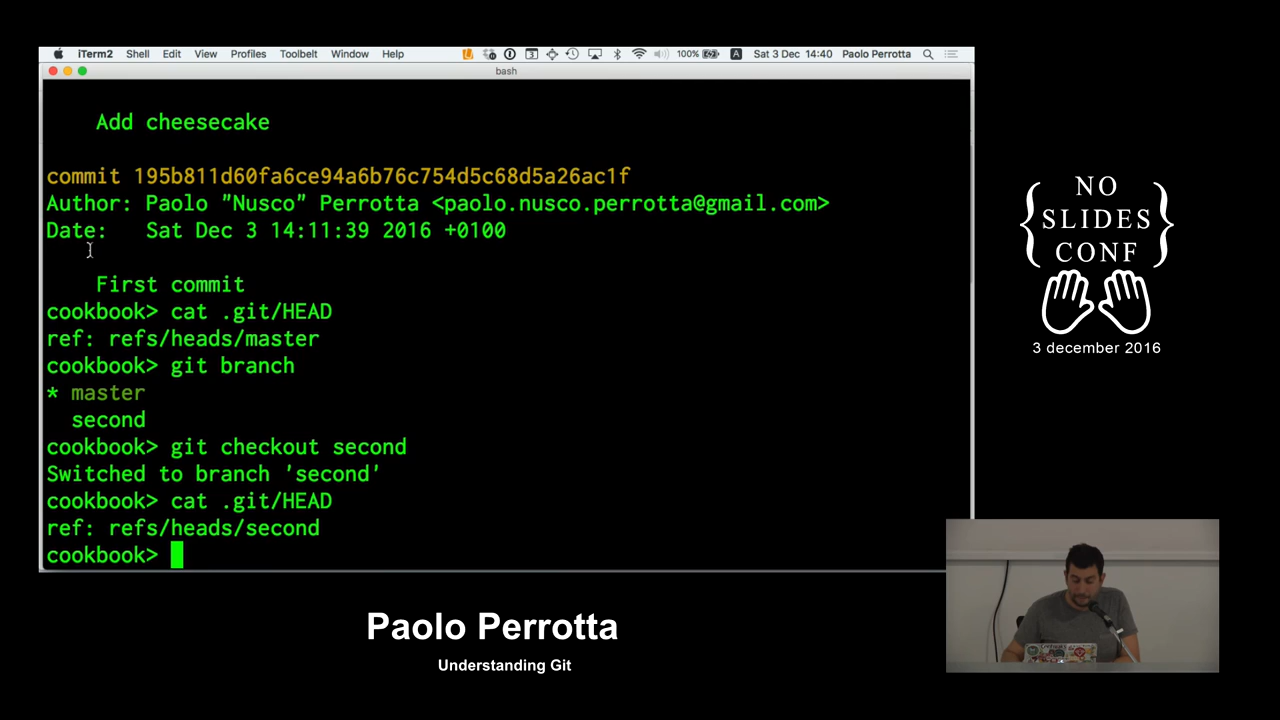 iTerm2 Shell Edit View Profiles Toolbelt Window Help 3 100% A Sat 3 Dec 14:40 Paolo Perrotta
bash
Add cheesecake
commit 195b811d60fa6ce94a6b76c754d5c68d5a26ac1f
Author: Paolo "Nusco" Perrotta <paolo.nusco.perrotta@gmail.com>
Date: Sat Dec 3 14:11:39 2016 +0100
First commit
cookbook> cat .git/HEAD
ref: refs/heads/master
cookbook> git branch
* master
second
cookbook> git checkout second
Switched to branch 'second'
cookbook> cat .git/HEAD
ref: refs/heads/second
cookbook>
NO
SLIDES
CONF
3 december 2016
Paolo Perrotta
Understanding Git